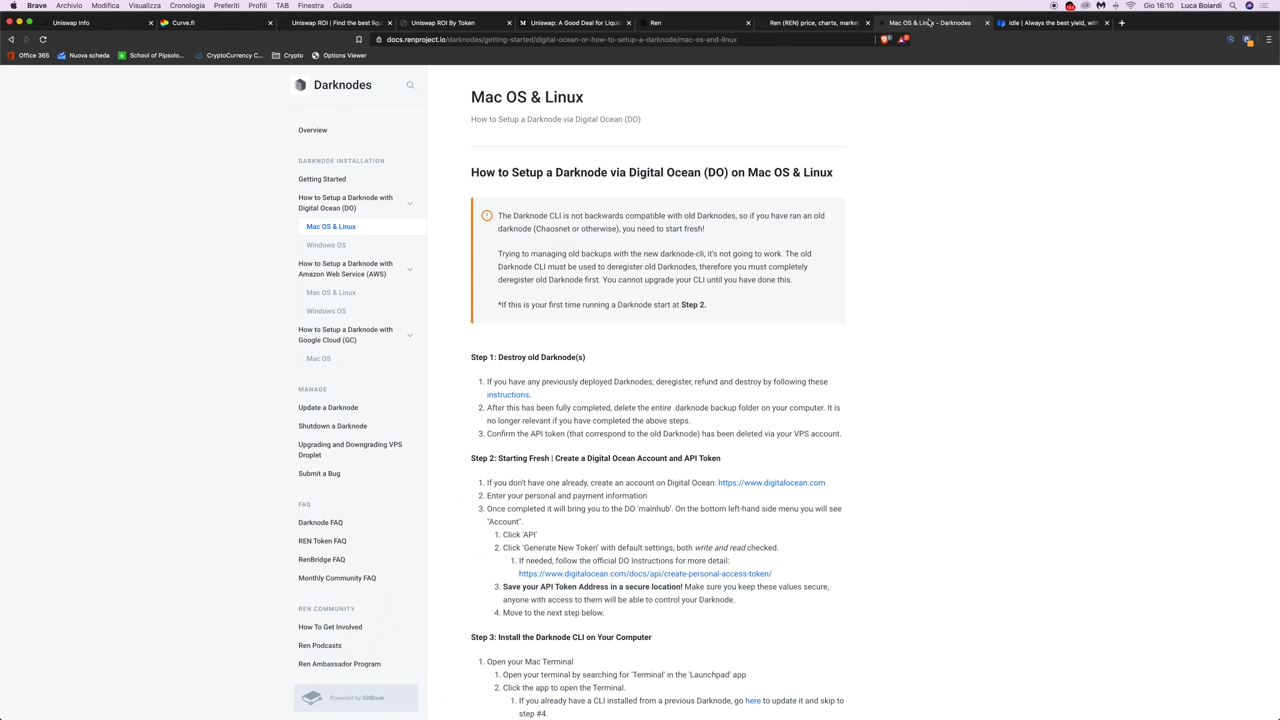 Brave Archivio Modifica Visualizza Cronologia Preferiti Profili TAB Finestra Guida Luca Boiardi Gio 16:10
Uniswap Info Curve.fi Uniswap ROI | Find the best liqu Uniswap ROI By Token Uniswap: A Good Deal for Liquid Ren Ren (REN) price, charts, market Mac OS & Linux - Darknodes Idle | Always the best yield, with
docs.renproject.io/darknodes/getting-started/digital-ocean-or-how-to-setup-a-darknode/mac-os-and-linux
Office 365 Nuova scheda School of Pipsolo... CryptoCurrency C... Crypto Options Viewer
Darknodes
Overview
DARKNODE INSTALLATION
Getting Started
How to Setup a Darknode with
Digital Ocean (DO)
Mac OS & Linux
Windows OS
How to Setup a Darknode with
Amazon Web Service (AWS)
Mac OS & Linux
Windows OS
How to Setup a Darknode with
Google Cloud (GC)
Mac OS
MANAGE
Update a Darknode
Shutdown a Darknode
Upgrading and Downgrading VPS
Droplet
Submit a Bug
FAQ
Darknode FAQ
REN Token FAQ
RenBridge FAQ
Monthly Community FAQ
REN COMMUNITY
How To Get Involved
Ren Podcasts
Ren Ambassador Program
Powered by GitBook
Mac OS & Linux
How to Setup a Darknode via Digital Ocean (DO)
How to Setup a Darknode via Digital Ocean (DO) on Mac OS & Linux
The Darknode CLI is not backwards compatible with old Darknodes, so if you have ran an old
darknode (Chaosnet or otherwise), you need to start fresh!
Trying to managing old backups with the new darknode-cli, it's not going to work. The old
Darknode CLI must be used to deregister old Darknodes, therefore you must completely
deregister old Darknode first. You cannot upgrade your CLI until you have done this.
*If this is your first time running a Darknode start at Step 2.
Step 1: Destroy old Darknode(s)
1. If you have any previously deployed Darknodes; deregister, refund and destroy by following these
instructions.
2. After this has been fully completed, delete the entire .darknode backup folder on your computer. It is
no longer relevant if you have completed the above steps.
3. Confirm the API token (that correspond to the old Darknode) has been deleted via your VPS account.
Step 2: Starting Fresh | Create a Digital Ocean Account and API Token
1. If you don't have one already, create an account on Digital Ocean: https://www.digitalocean.com
2. Enter your personal and payment information
3. Once completed it will bring you to the DO 'mainhub'. On the bottom left-hand side menu you will see
"Account".
1. Click 'API'
2. Click 'Generate New Token' with default settings, both write and read checked.
1. If needed, follow the official DO Instructions for more detail:
https://www.digitalocean.com/docs/api/create-personal-access-token/
3. Save your API Token Address in a secure location! Make sure you keep these values secure,
anyone with access to them will be able to control your Darknode.
4. Move to the next step below.
Step 3: Install the Darknode CLI on Your Computer
1. Open your Mac Terminal
1. Open your terminal by searching for 'Terminal' in the 'Launchpad' app
2. Click the app to open the Terminal.
1. If you already have a CLI installed from a previous Darknode, go here to update it and skip to
step #4.